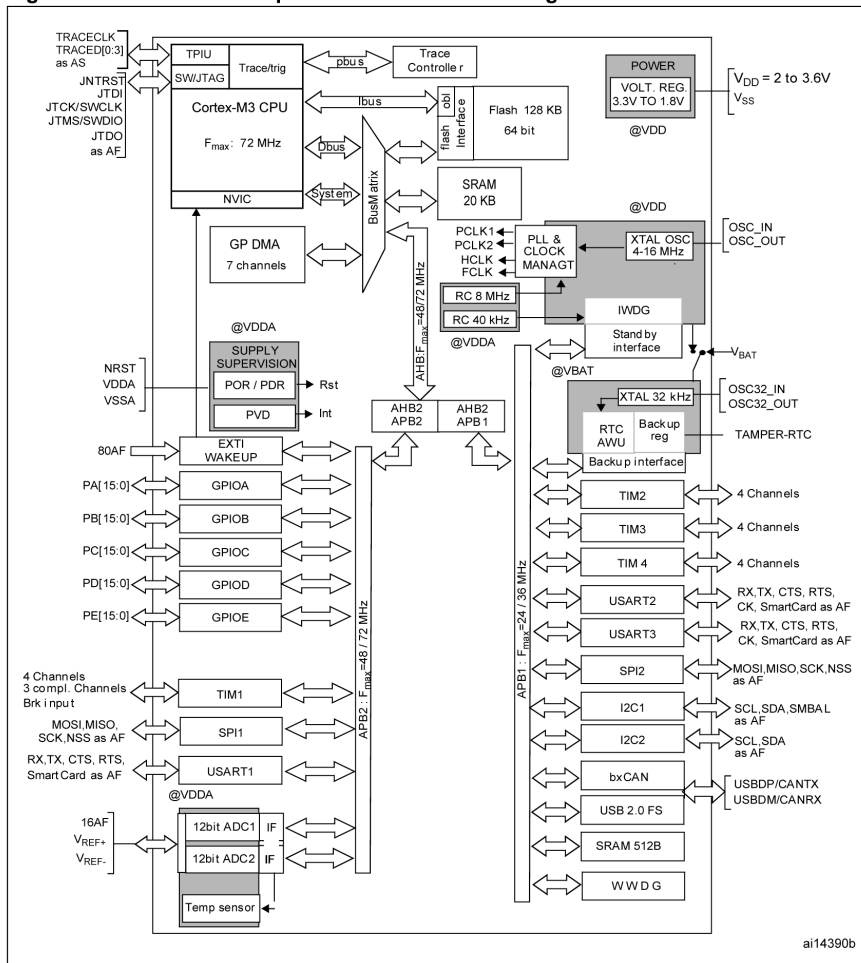 TRACECLK
TRACED[0:3]
as AS
JNTRST
JTDI
JTCK/SWCLK
JTMS/SWDIO
JTDO
as AF
TPIU
SW/JTAG
Trace/trig
pbus
Trace
Controller
Cortex-M3 CPU
Fmax: 72 MHz
NVIC
Ibus
Dbus
System
BusMatrix
obl
flash
Interface
Flash 128 KB
64 bit
SRAM
20 KB
POWER
VOLT. REG.
3.3V TO 1.8V
@VDD
VDD = 2 to 3.6V
VSS
GP DMA
7 channels
AHB:Fmax=48/72 MHz
PCLK1
PCLK2
HCLK
FCLK
PLL &
CLOCK
MANAGT
@VDD
XTAL OSC
4-16 MHz
OSC_IN
OSC_OUT
RC 8 MHz
RC 40 kHz
@VDDA
IWDG
Stand by
interface
@VBAT
VBAT
XTAL 32 kHz
OSC32_IN
OSC32_OUT
RTC
AWU
Backup
reg
TAMPER-RTC
Backup interface
@VDDA
NRST
VDDA
VSSA
SUPPLY
SUPERVISION
POR / PDR
Rst
PVD
Int
AHB2
APB2
AHB2
APB1
80AF
EXTI
WAKEUP
PA[15:0]
GPIOA
PB[15:0]
GPIOB
PC[15:0]
GPIOC
PD[15:0]
GPIOD
PE[15:0]
GPIOE
4 Channels
3 compl. Channels
Brk input
TIM1
MOSI,MISO,
SCK,NSS as AF
SPI1
RX,TX, CTS, RTS,
SmartCard as AF
USART1
@VDDA
16AF
VREF+
VREF-
12bit ADC1
IF
12bit ADC2
IF
Temp sensor
APB2 : Fmax=48 / 72 MHz
APB1 : Fmax=24 / 36 MHz
TIM2
4 Channels
TIM3
4 Channels
TIM 4
4 Channels
USART2
RX,TX, CTS, RTS,
CK, SmartCard as AF
USART3
RX,TX, CTS, RTS,
CK, SmartCard as AF
SPI2
MOSI,MISO,SCK,NSS
as AF
I2C1
SCL,SDA,SMBAL
as AF
I2C2
SCL,SDA
as AF
bxCAN
USBDP/CANTX
USBDM/CANRX
USB 2.0 FS
SRAM 512B
WWDG
ai14390b